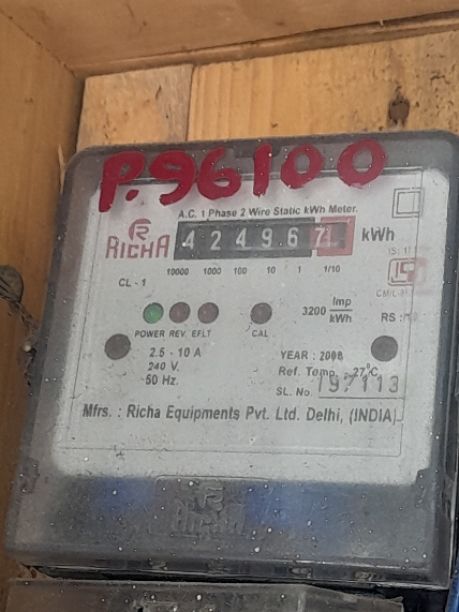 P.96100
A.C. 1 Phase 2 Wire Static kWh Meter.
RICHA 424967 kWh
10000 1000 100 10 1 1/10
CL - 1
3200 Imp/kWh
RS :
POWER REV. EFLT CAL
2.5 - 10 A
240 V.
50 Hz.
YEAR : 2008
Ref. Temp. : 27°C
SL. No. 197113
Mfrs. : Richa Equipments Pvt. Ltd. Delhi, (INDIA)
RICHA